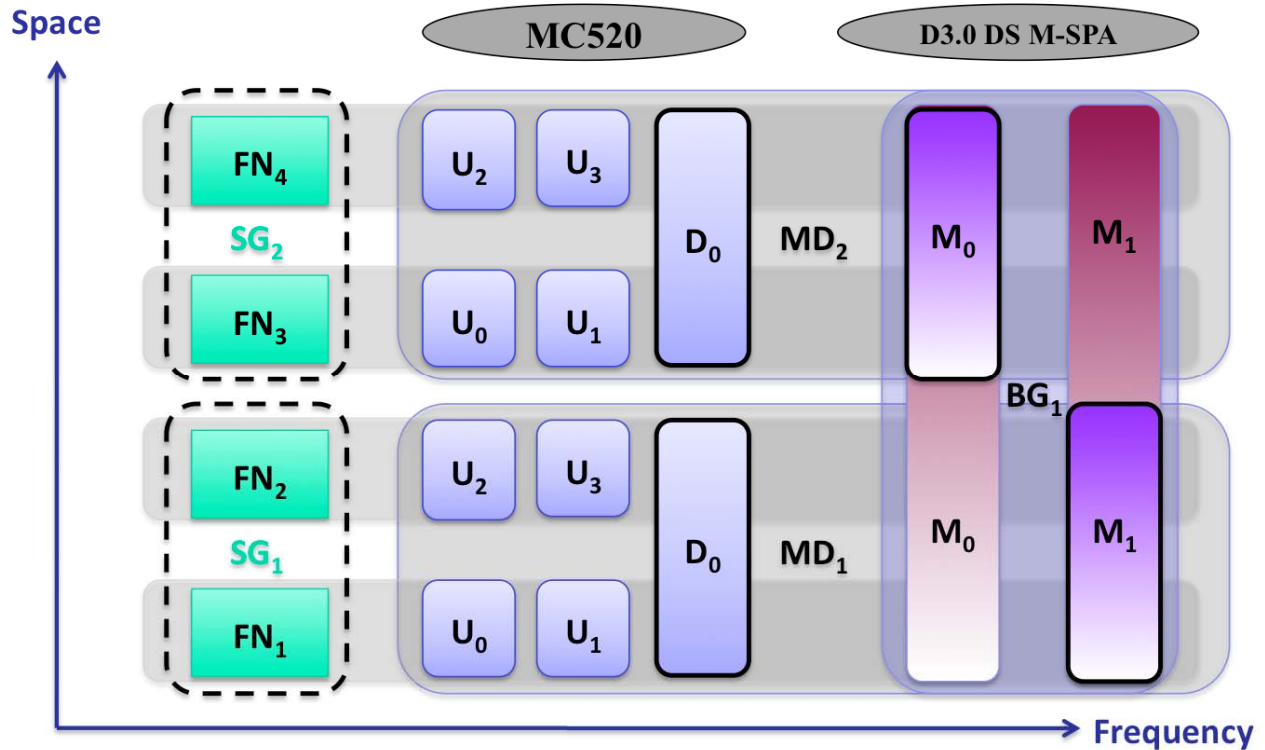 Space
MC520
D3.0 DS M-SPA
FN₄
U₂
U₃
D₀
MD₂
M₀
M₁
SG₂
FN₃
U₀
U₁
BG₁
FN₂
U₂
U₃
D₀
MD₁
M₀
M₁
SG₁
FN₁
U₀
U₁
Frequency